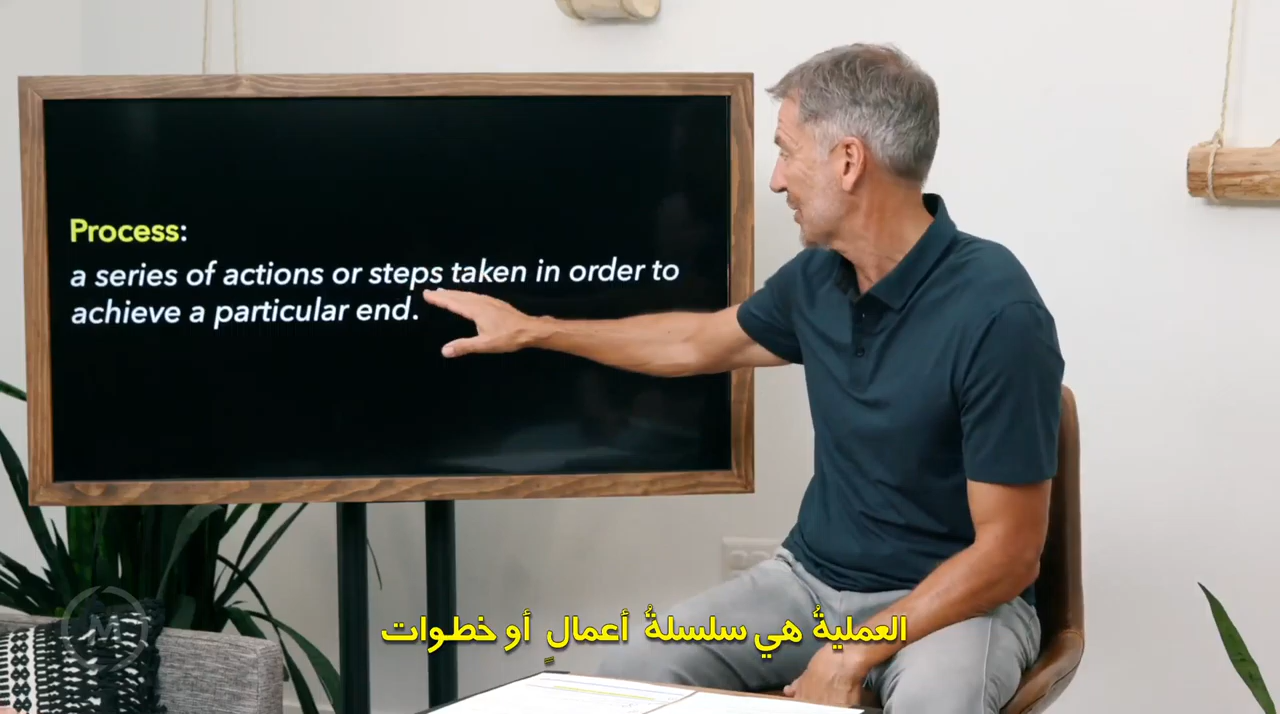 Process:
a series of actions or steps taken in order to
achieve a particular end.
العمليةُ هي سلسلةُ أعمالٍ أو خطوات
M